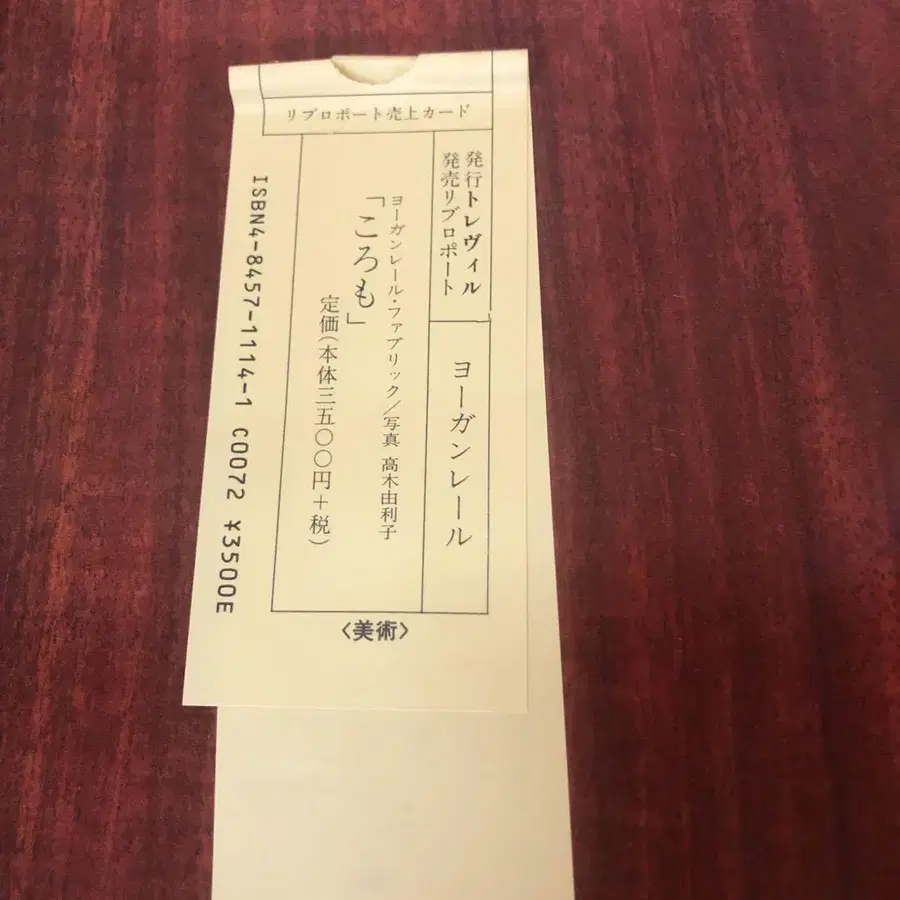 リブロポート売上カード
発行トレヴィル
発売リブロポート
ヨーガンレール
ヨーガンレール・ファブリック/写真 高木由利子
「ころも」
定価(本体三五〇〇円+税)
〈美術〉
ISBN4-8457-1114-1 C0072 ¥3500E